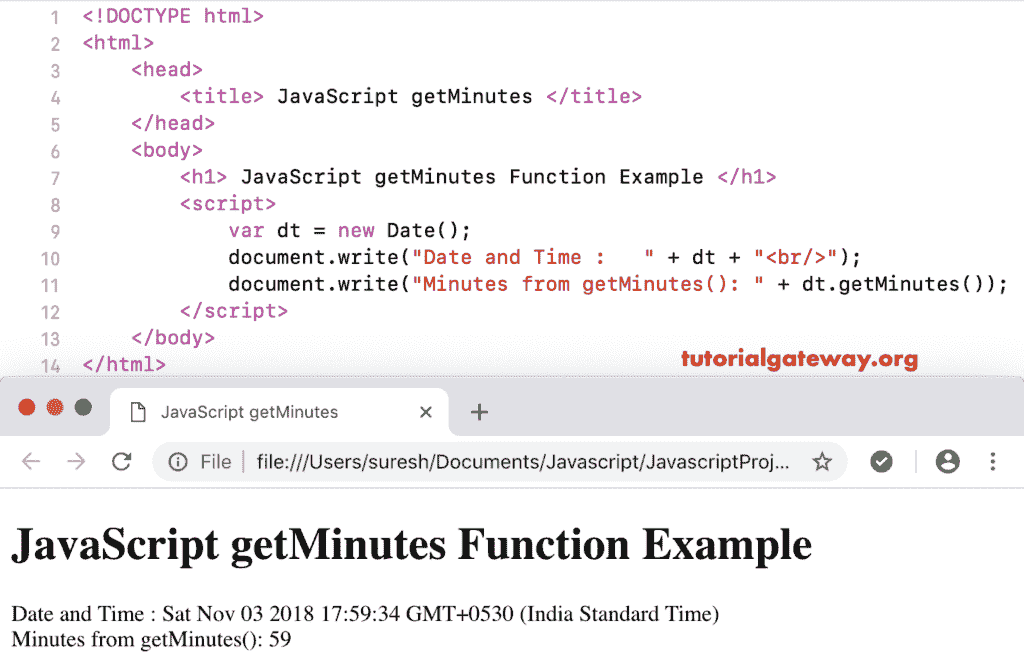 1 <!DOCTYPE html>
2 <html>
3 <head>
4 <title> JavaScript getMinutes </title>
5 </head>
6 <body>
7 <h1> JavaScript getMinutes Function Example </h1>
8 <script>
9 var dt = new Date();
10 document.write("Date and Time :   " + dt + "<br/>");
11 document.write("Minutes from getMinutes(): " + dt.getMinutes());
12 </script>
13 </body>
14 </html>
tutorialgateway.org
JavaScript getMinutes
File file:///Users/suresh/Documents/Javascript/JavascriptProj...
JavaScript getMinutes Function Example
Date and Time : Sat Nov 03 2018 17:59:34 GMT+0530 (India Standard Time)
Minutes from getMinutes(): 59